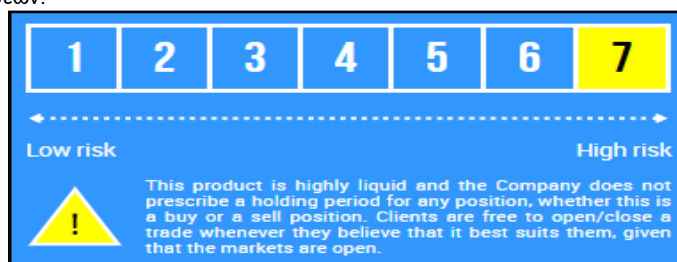 1 2 3 4 5 6 7
Low risk High risk
! This product is highly liquid and the Company does not
prescribe a holding period for any position, whether this is
a buy or a sell position. Clients are free to open/close a
trade whenever they believe that it best suits them, given
that the markets are open.